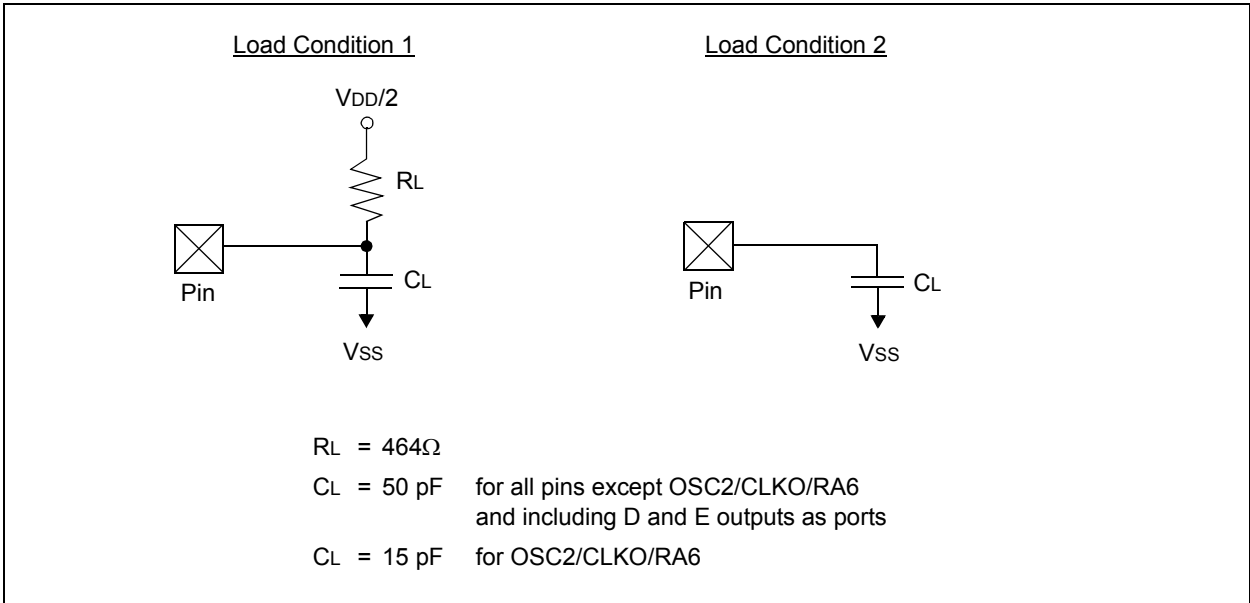 Load Condition 1
Load Condition 2
VDD/2
RL
Pin
CL
VSS
Pin
CL
VSS
RL = 464Ω
CL = 50 pF for all pins except OSC2/CLKO/RA6
and including D and E outputs as ports
CL = 15 pF for OSC2/CLKO/RA6